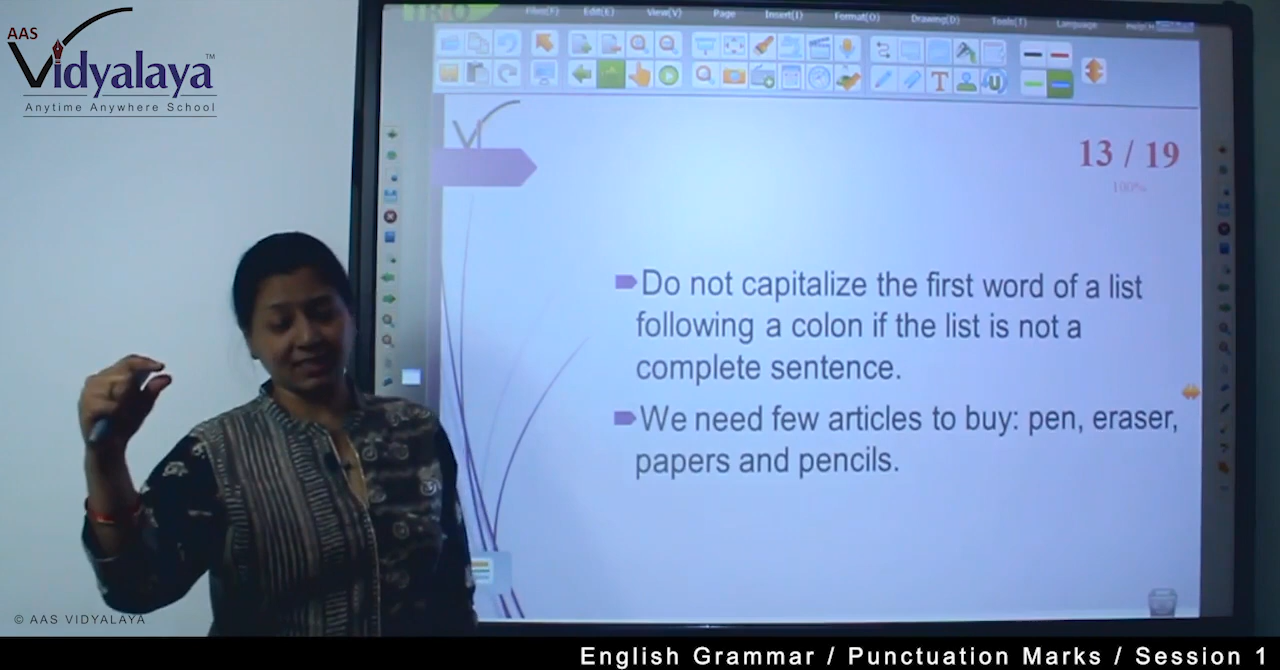 AAS
Vidyalaya™
Anytime Anywhere School
Files(F) Edit(E) View(V) Page Insert(I) Format(O) Drawing(D) Tools(T) Language Help(H)
13 / 19
100%
Do not capitalize the first word of a list
following a colon if the list is not a
complete sentence.
We need few articles to buy: pen, eraser,
papers and pencils.
© AAS VIDYALAYA
English Grammar / Punctuation Marks / Session 1